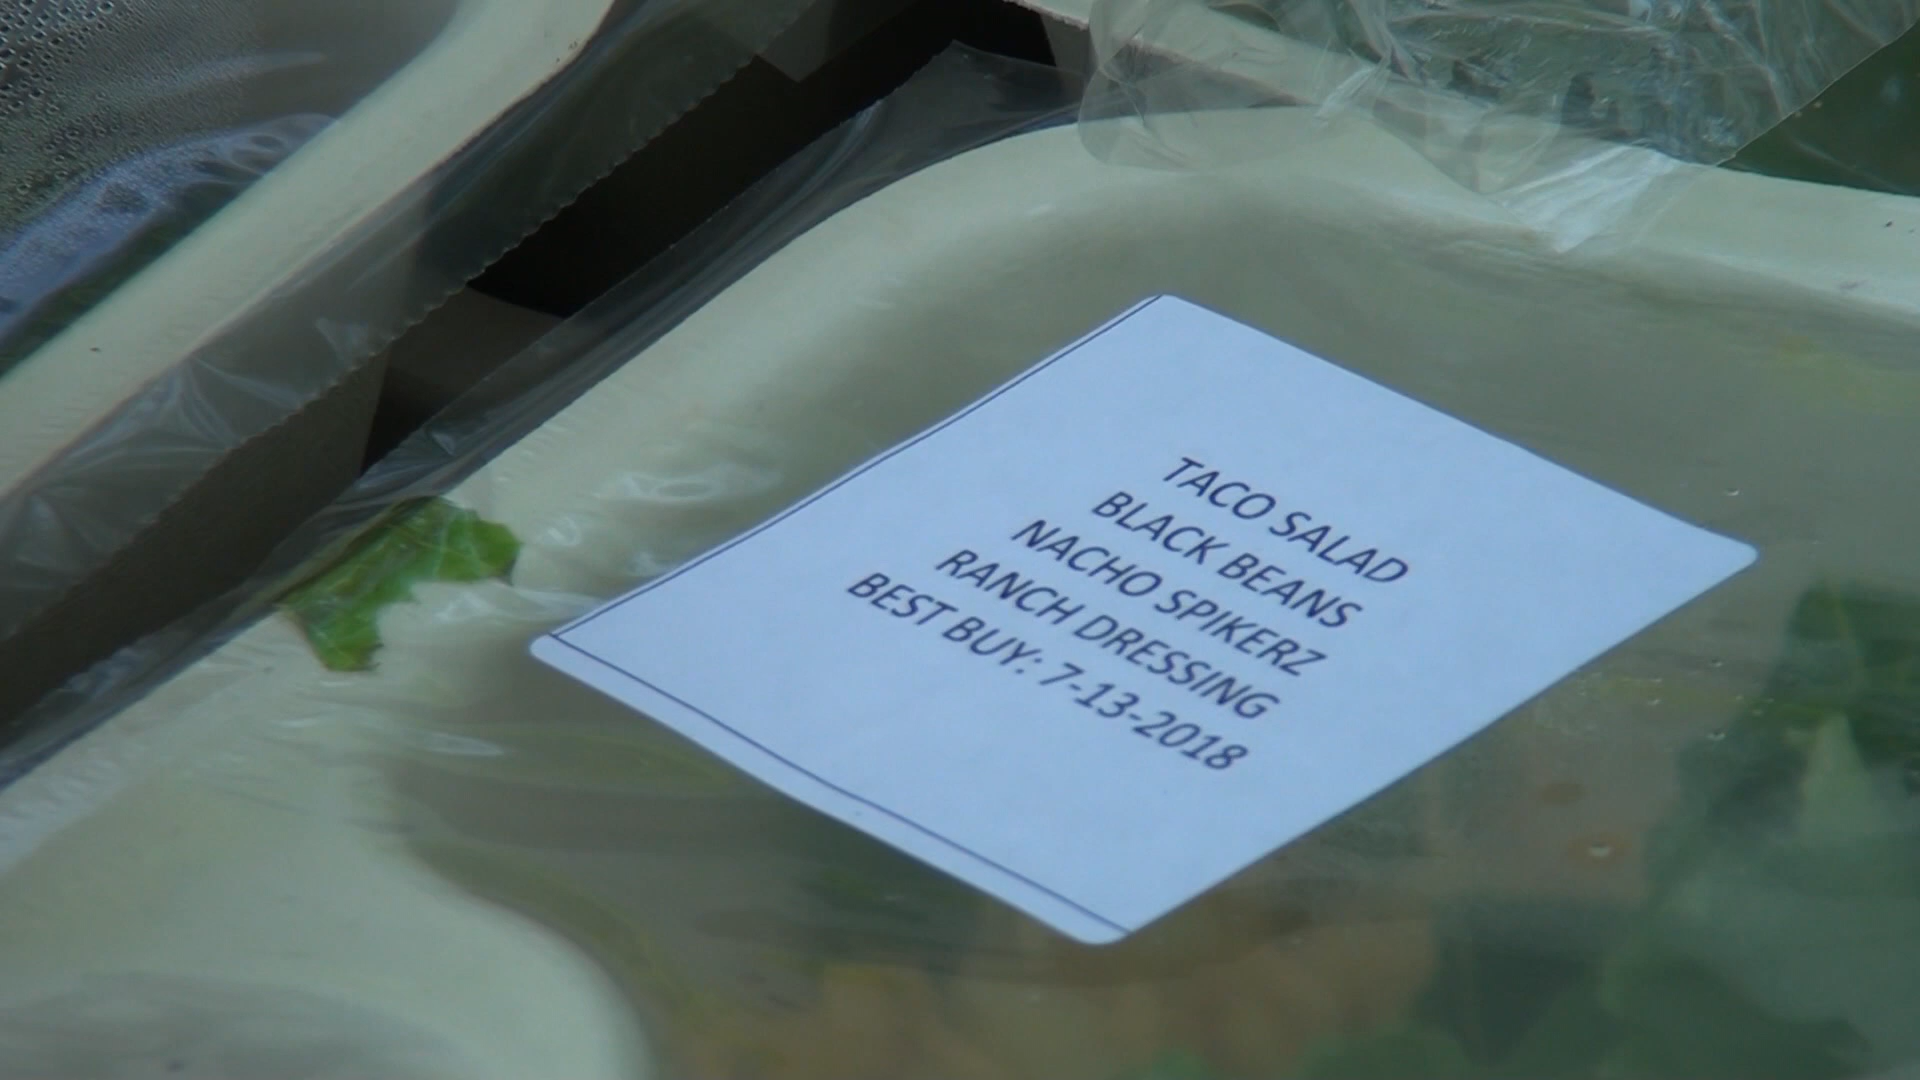 TACO SALAD
BLACK BEANS
NACHO SPIKERZ
RANCH DRESSING
BEST BUY: 7-13-2018